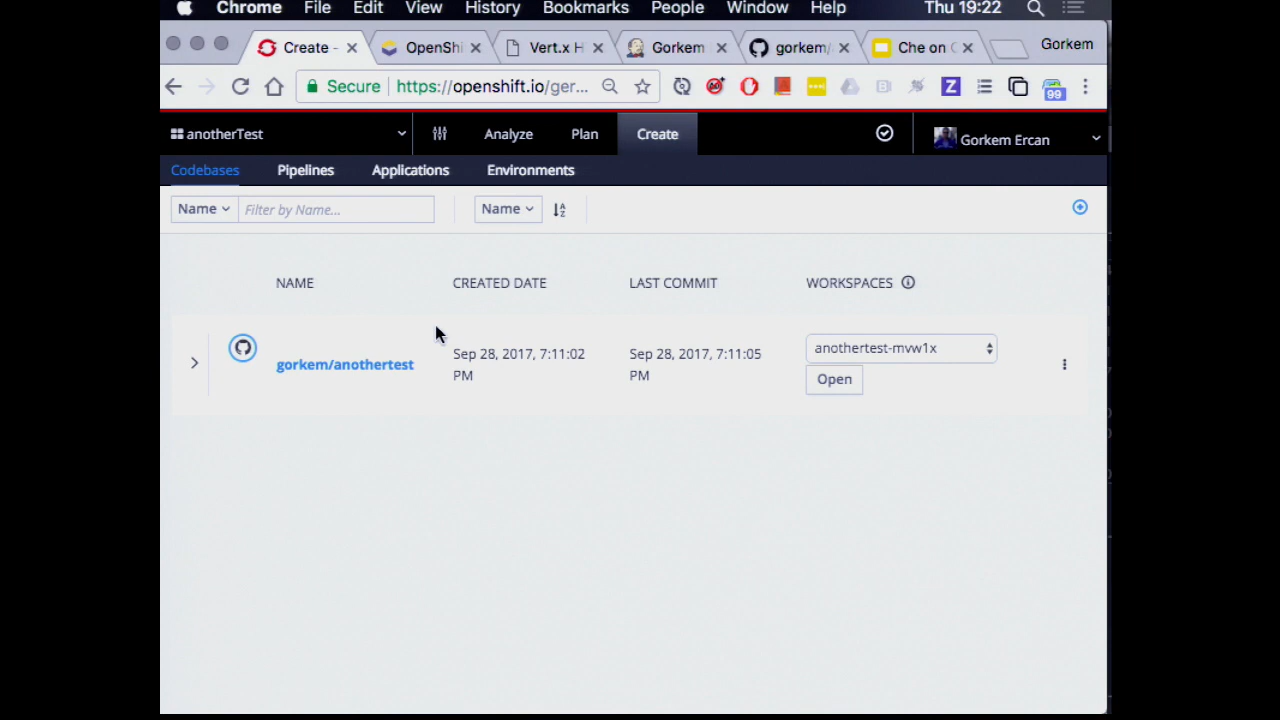 Chrome File Edit View History Bookmarks People Window Help Thu 19:22
Create - OpenShi Vert.x H Gorkem gorkem/ Che on Gorkem
Secure https://openshift.io/ger... 99
anotherTest Analyze Plan Create Gorkem Ercan
Codebases Pipelines Applications Environments
Name Filter by Name... Name
NAME CREATED DATE LAST COMMIT WORKSPACES
gorkem/anothertest Sep 28, 2017, 7:11:02 PM Sep 28, 2017, 7:11:05 PM anothertest-mvw1x
Open